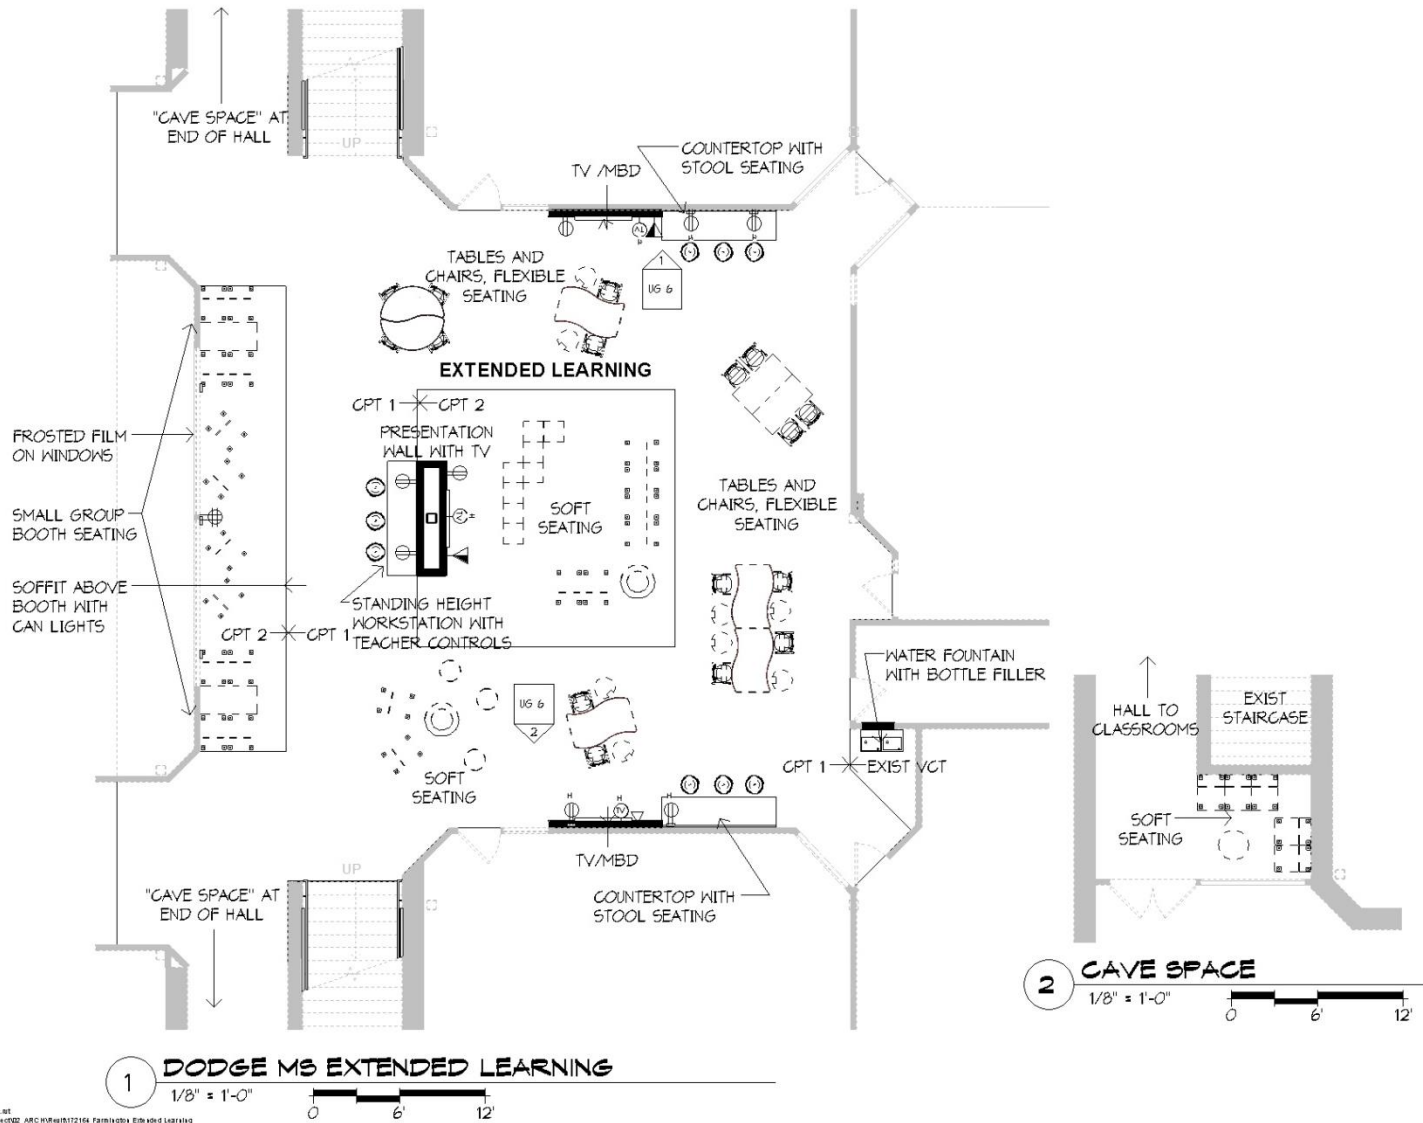 "CAVE SPACE" AT
END OF HALL
UP
TV /MBD
COUNTERTOP WITH
STOOL SEATING
TV
H
H
H
TABLES AND
CHAIRS, FLEXIBLE
SEATING
1
UG 6
EXTENDED LEARNING
CPT 1
CPT 2
PRESENTATION
WALL WITH TV
FROSTED FILM
ON WINDOWS
SMALL GROUP
BOOTH SEATING
SOFFIT ABOVE
BOOTH WITH
CAN LIGHTS
SOFT
SEATING
TV
H
TABLES AND
CHAIRS, FLEXIBLE
SEATING
STANDING HEIGHT
WORKSTATION WITH
TEACHER CONTROLS
CPT 2
CPT 1
WATER FOUNTAIN
WITH BOTTLE FILLER
UG 6
2
CPT 1
EXIST VCT
SOFT
SEATING
H
H
TV
H
TV/MBD
UP
"CAVE SPACE" AT
END OF HALL
COUNTERTOP WITH
STOOL SEATING
HALL TO
CLASSROOMS
EXIST
STAIRCASE
SOFT
SEATING
2
CAVE SPACE
1/8" = 1'-0"
0 6' 12'
1
DODGE MS EXTENDED LEARNING
1/8" = 1'-0"
0 6' 12'